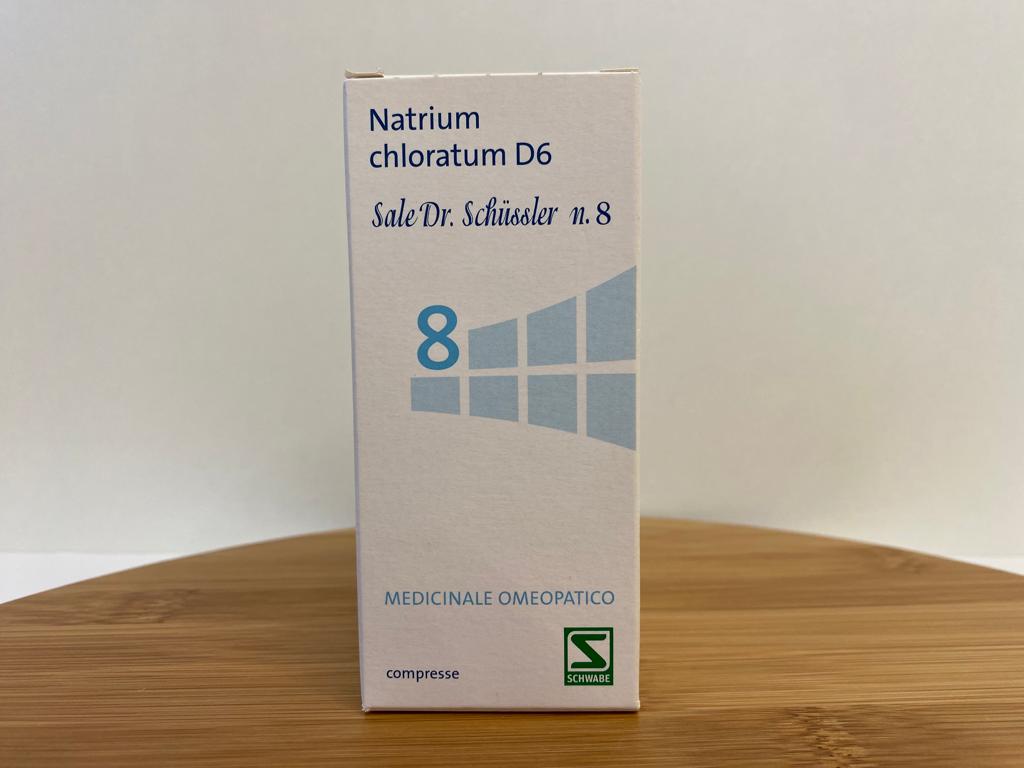 Natrium
chloratum D6
Sale Dr. Schüssler n. 8
8
MEDICINALE OMEOPATICO
compresse
SCHWABE